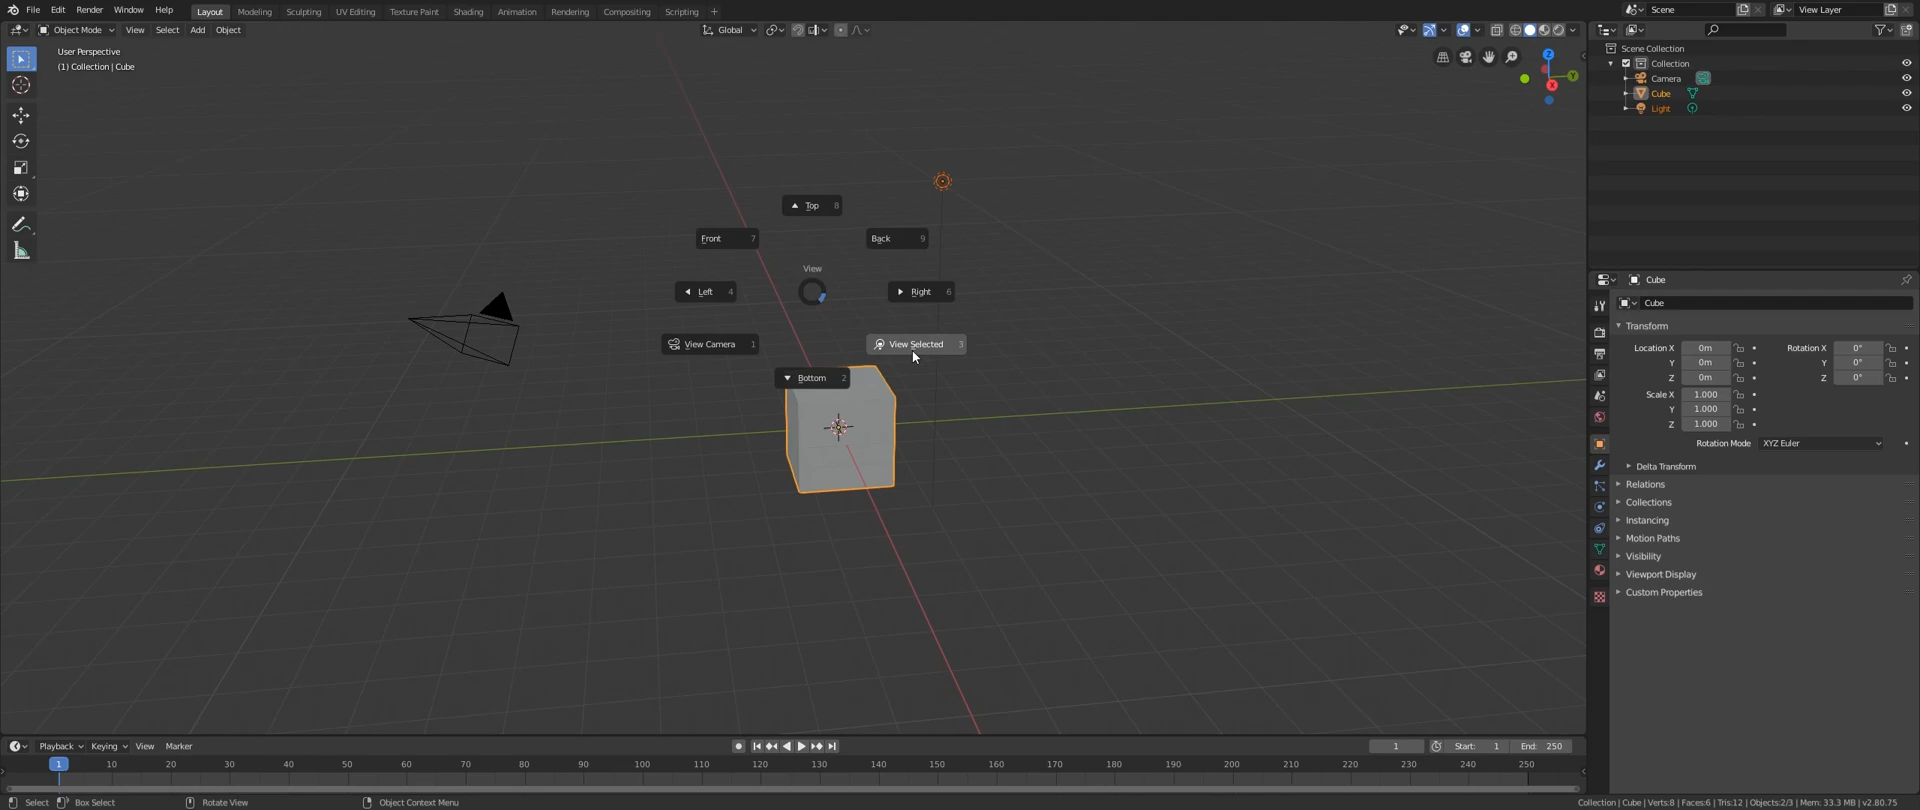 File Edit Render Window Help Layout Modeling Sculpting UV Editing Texture Paint Shading Animation Rendering Compositing Scripting + Scene View Layer
Object Mode View Select Add Object Global
User Perspective
(1) Collection | Cube
Z
Y
X
Scene Collection
Collection
Camera
Cube
Light
Top 8
Front 7
Back 9
View
Left 4
Right 6
View Camera 1
View Selected 3
Bottom 2
Cube
Cube
Transform
Location X 0m Rotation X 0°
Y 0m Y 0°
Z 0m Z 0°
Scale X 1.000
Y 1.000
Z 1.000
Rotation Mode XYZ Euler
Delta Transform
Relations
Collections
Instancing
Motion Paths
Visibility
Viewport Display
Custom Properties
Playback Keying View Marker 1 Start: 1 End: 250
1 10 20 30 40 50 60 70 80 90 100 110 120 130 140 150 160 170 180 190 200 210 220 230 240 250
Select Box Select Rotate View Object Context Menu Collection | Cube | Verts:8 | Faces:6 | Tris:12 | Objects:2/3 | Mem: 33.3 MB | v2.80.75